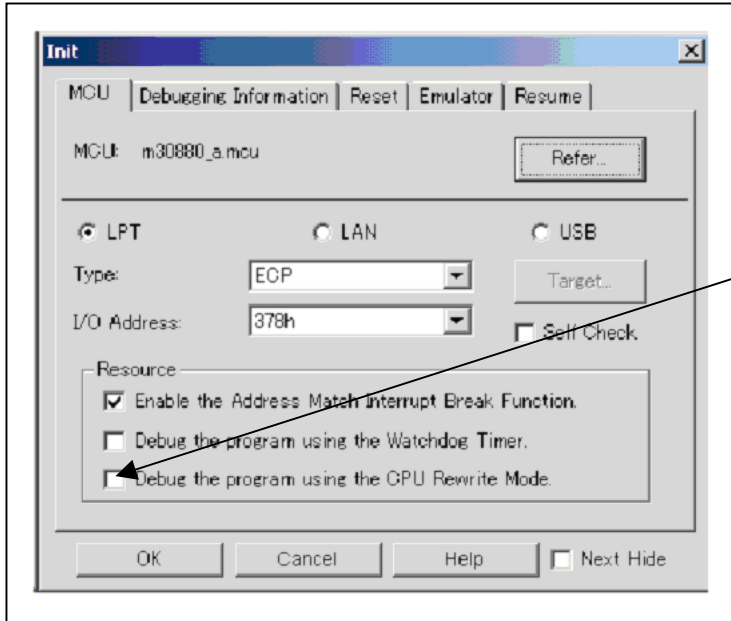 Init
MCU Debugging Information Reset Emulator Resume
MCU: m30880_a.mcu Refer...
LPT LAN USB
Type: ECP Target...
I/O Address: 378h Self Check.
Resource
Enable the Address Match Interrupt Break Function.
Debug the program using the Watchdog Timer.
Debug the program using the CPU Rewrite Mode.
OK Cancel Help Next Hide